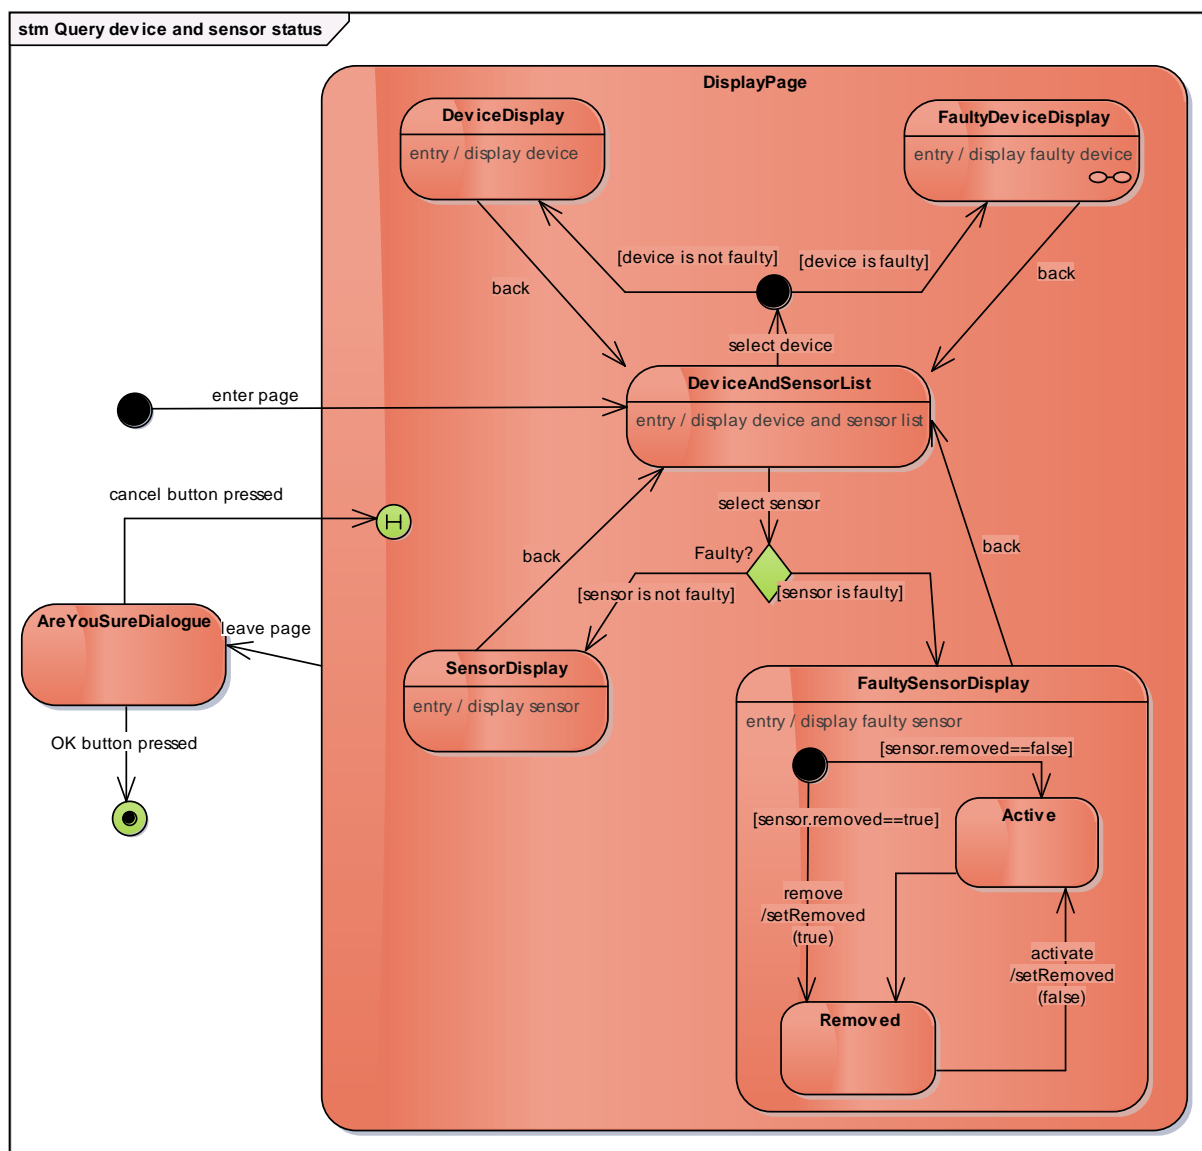 stm Query device and sensor status
DisplayPage
DeviceDisplay
entry / display device
FaultyDeviceDisplay
entry / display faulty device
[device is not faulty]
[device is faulty]
back
back
select device
DeviceAndSensorList
entry / display device and sensor list
enter page
cancel button pressed
H
select sensor
Faulty?
back
back
[sensor is not faulty]
[sensor is faulty]
AreYouSureDialogue
leave page
SensorDisplay
entry / display sensor
OK button pressed
FaultySensorDisplay
entry / display faulty sensor
[sensor.removed==false]
[sensor.removed==true]
Active
remove
/setRemoved
(true)
activate
/setRemoved
(false)
Removed